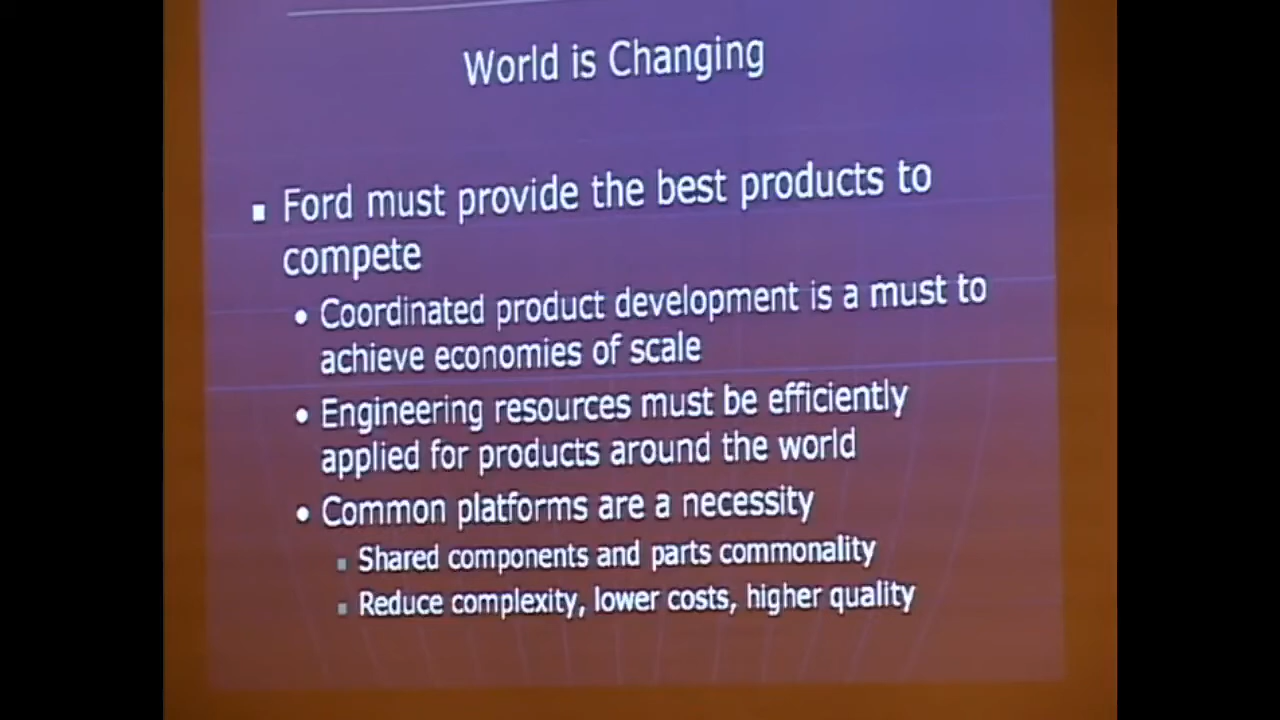 World is Changing
▪ Ford must provide the best products to
compete
• Coordinated product development is a must to
achieve economies of scale
• Engineering resources must be efficiently
applied for products around the world
• Common platforms are a necessity
▪ Shared components and parts commonality
▪ Reduce complexity, lower costs, higher quality